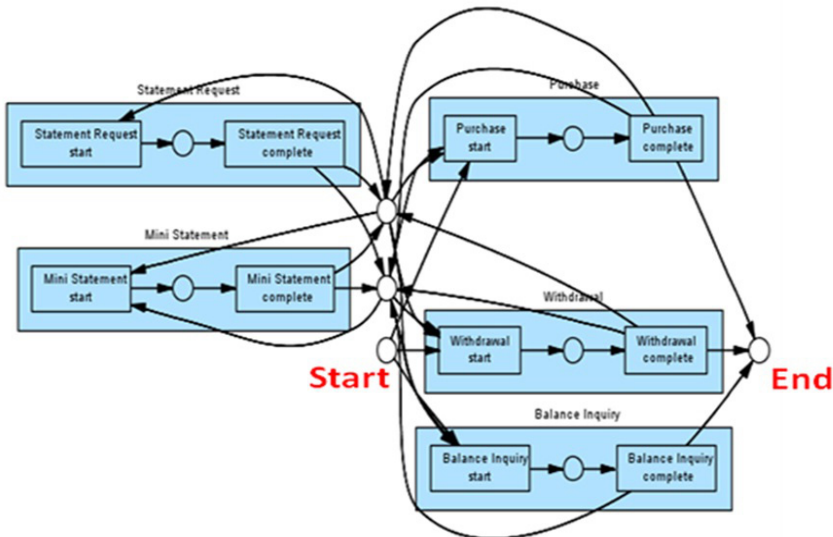 Statement Request
Statement Request
start
Statement Request
complete
Purchase
Purchase
start
Purchase
complete
Mini Statement
Mini Statement
start
Mini Statement
complete
Withdrawal
Withdrawal
start
Withdrawal
complete
Start
End
Balance Inquiry
Balance Inquiry
start
Balance Inquiry
complete